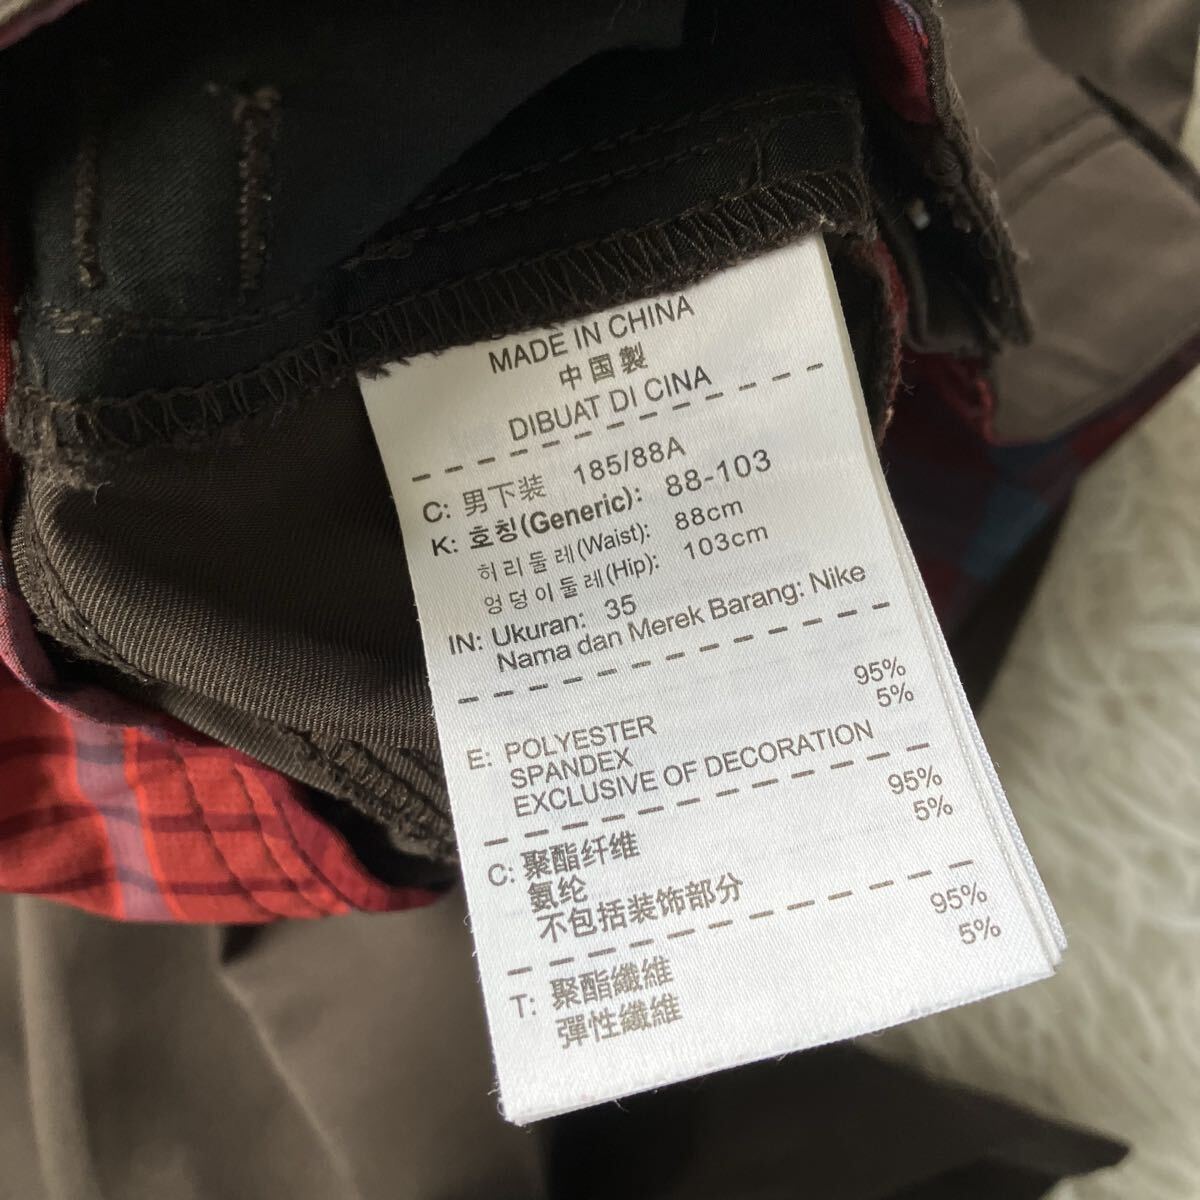 MADE IN CHINA
中国製
DIBUAT DI CINA
C: 男下装 185/88A
K: 호칭(Generic): 88-103
허리둘레(Waist): 88cm
엉덩이둘레(Hip): 103cm
IN: Ukuran: 35
Nama dan Merek Barang: Nike
E: POLYESTER 95%
SPANDEX 5%
EXCLUSIVE OF DECORATION
C: 聚酯纤维 95%
氨纶 5%
不包括装饰部分
T: 聚酯纖維 95%
彈性纖維 5%